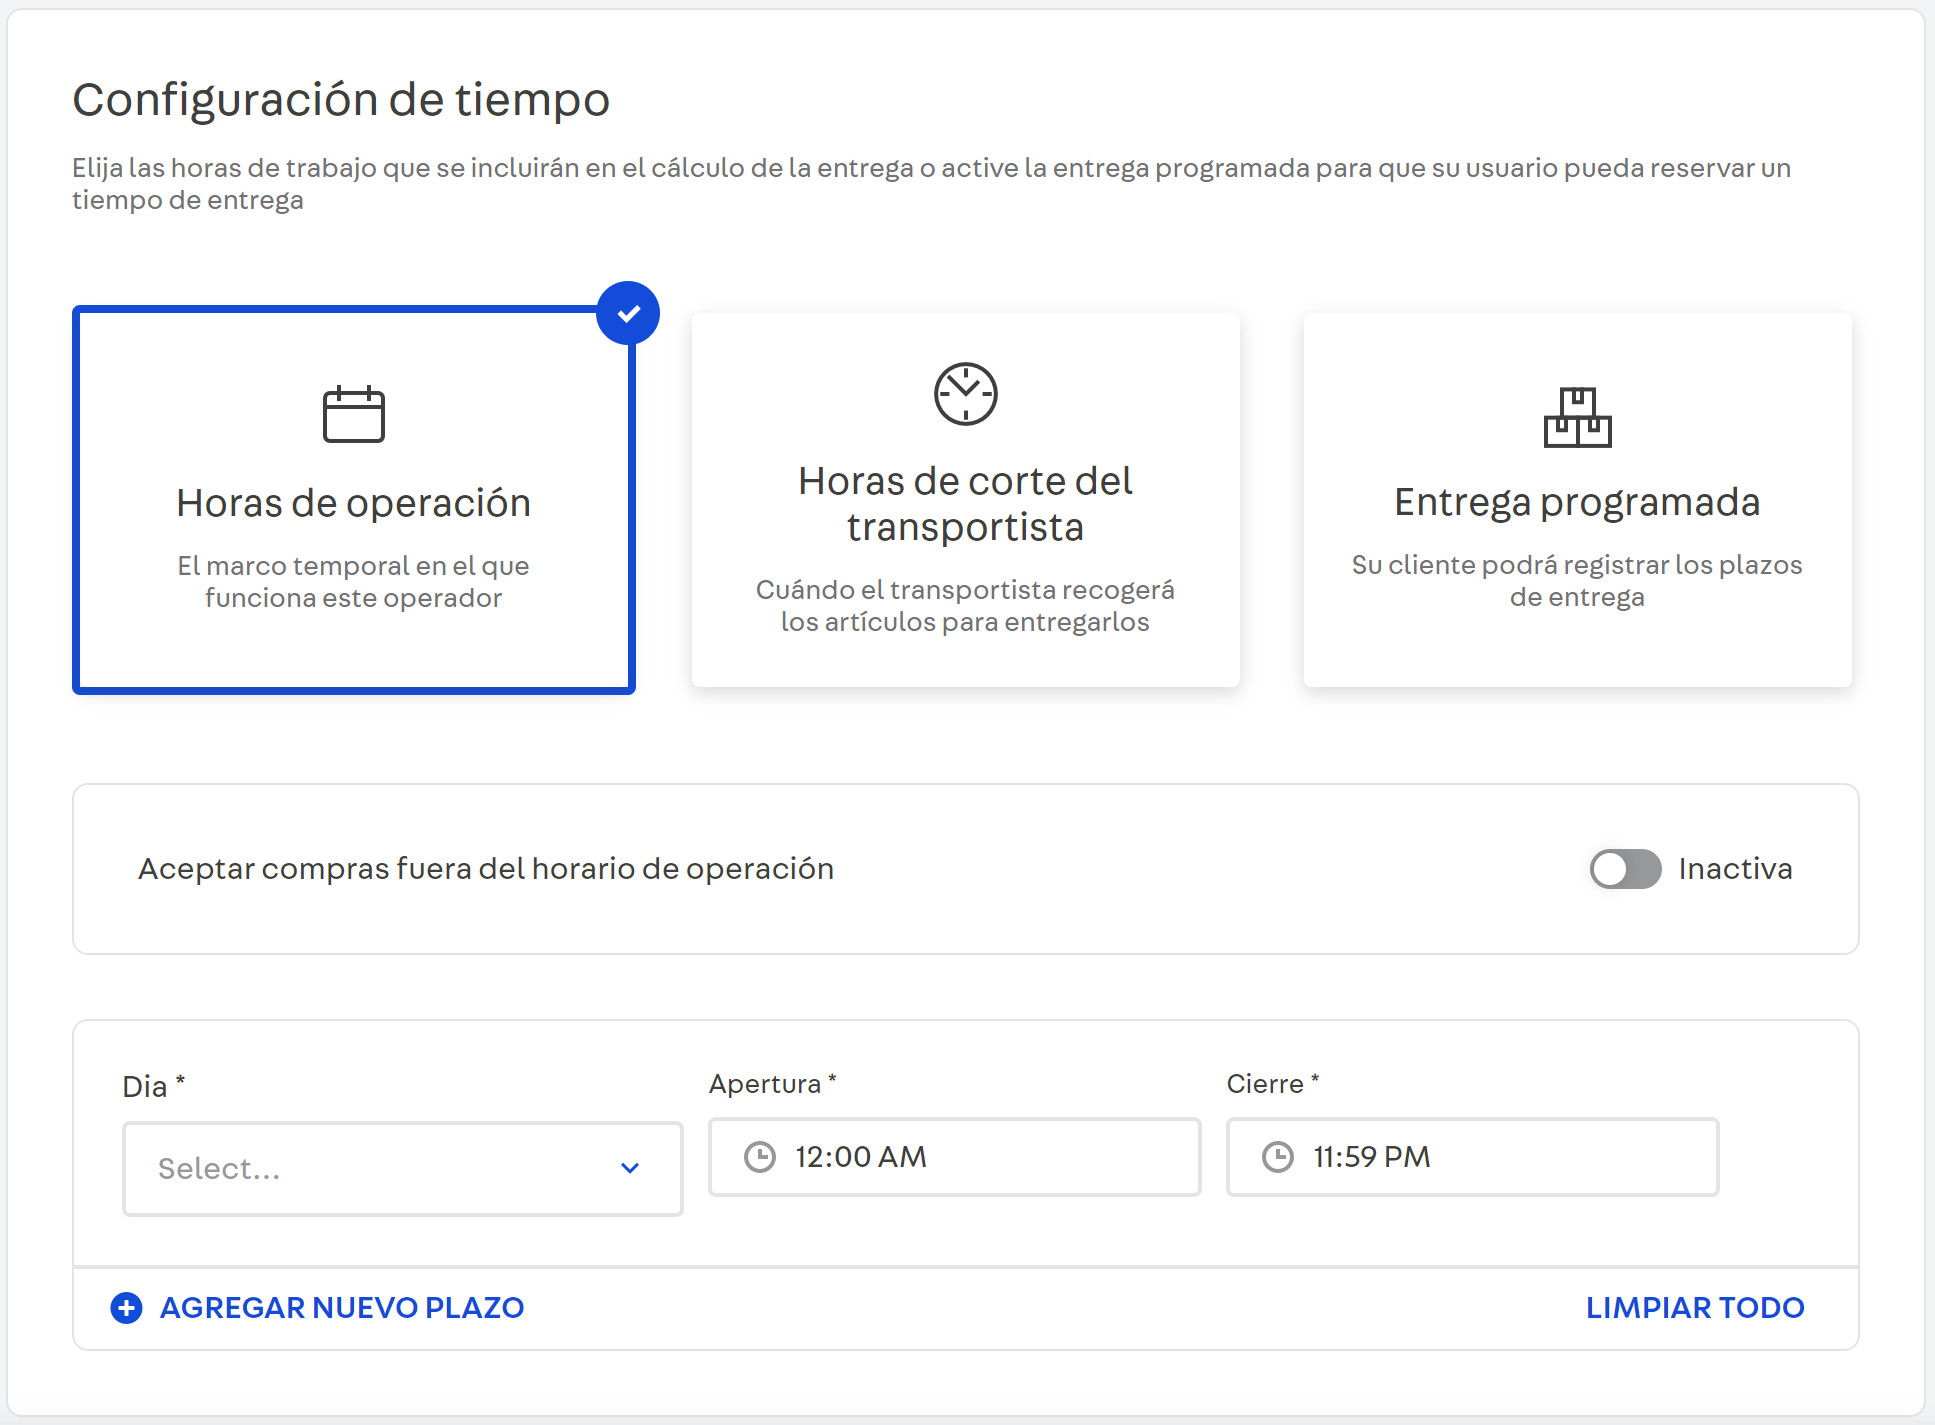 Configuración de tiempo
Elija las horas de trabajo que se incluirán en el cálculo de la entrega o active la entrega programada para que su usuario pueda reservar un
tiempo de entrega
Horas de operación
El marco temporal en el que
funciona este operador
Horas de corte del
transportista
Cuándo el transportista recogerá
los artículos para entregarlos
Entrega programada
Su cliente podrá registrar los plazos
de entrega
Aceptar compras fuera del horario de operación
Inactiva
Dia *
Apertura *
Cierre *
Select...
12:00 AM
11:59 PM
AGREGAR NUEVO PLAZO
LIMPIAR TODO